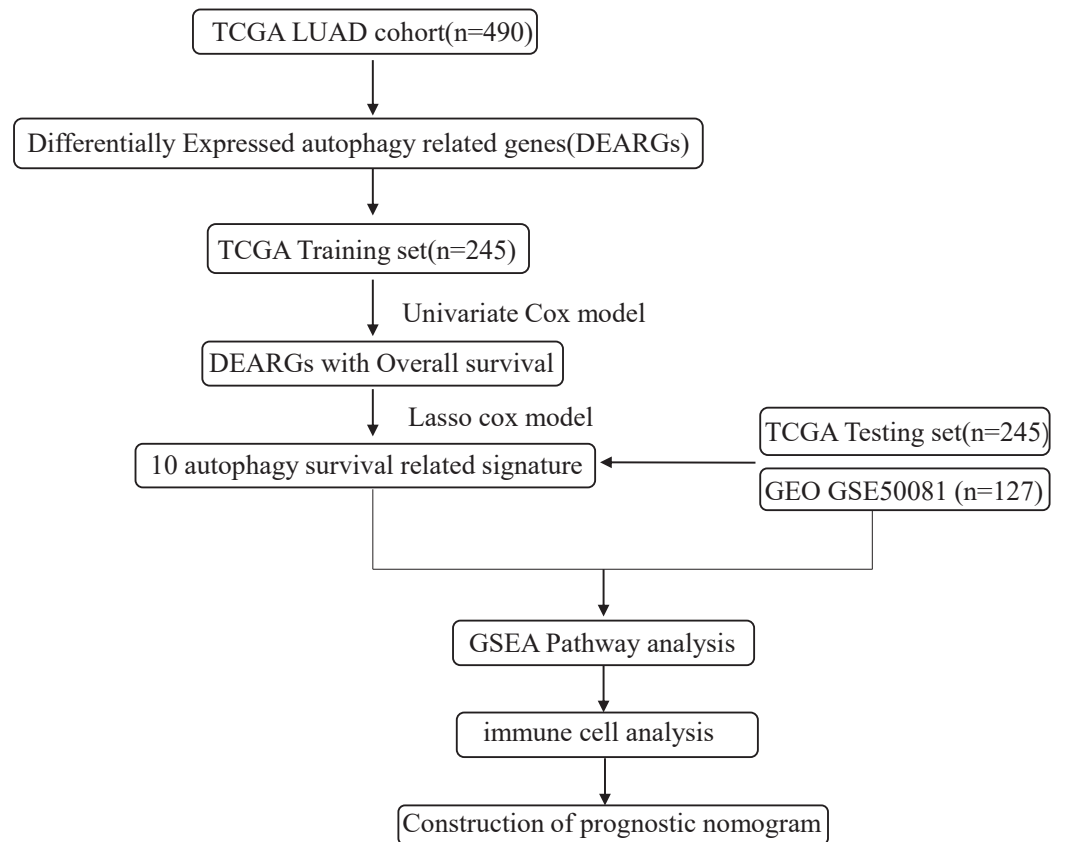 TCGA LUAD cohort(n=490)
Differentially Expressed autophagy related genes(DEARGs)
TCGA Training set(n=245)
Univariate Cox model
DEARGs with Overall survival
Lasso cox model
TCGA Testing set(n=245)
10 autophagy survival related signature
GEO GSE50081 (n=127)
GSEA Pathway analysis
immune cell analysis
Construction of prognostic nomogram